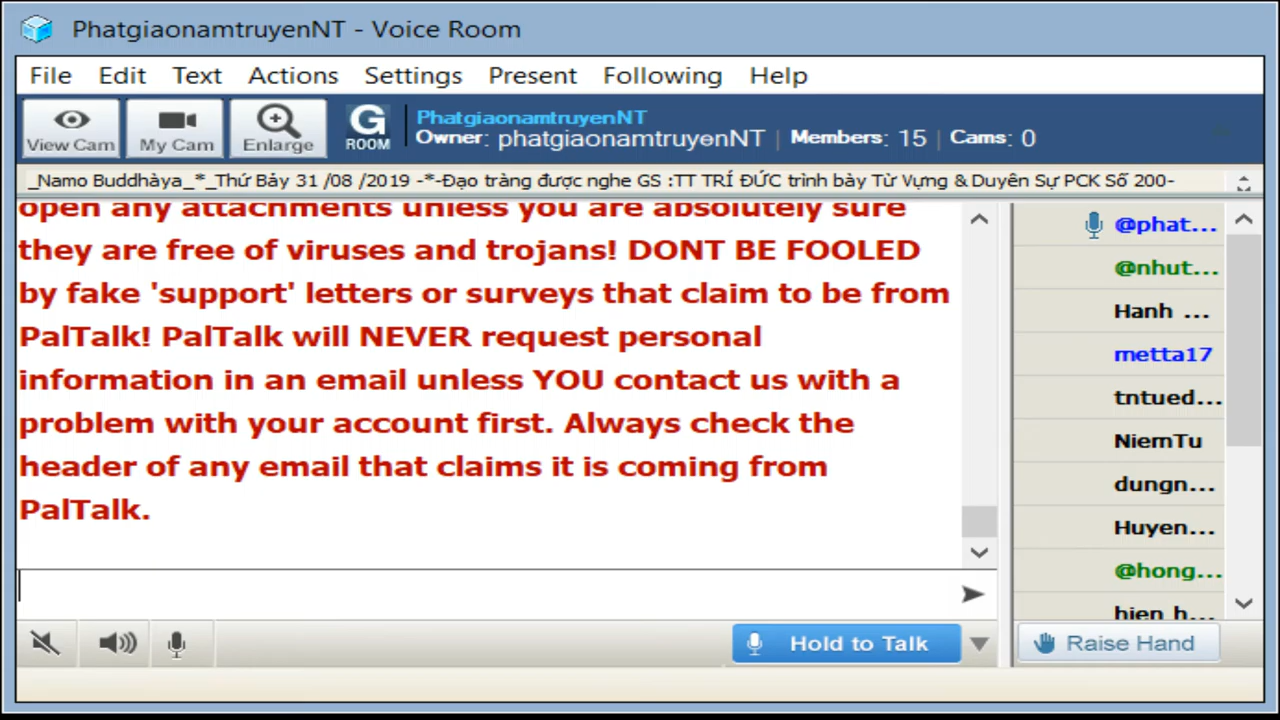 PhatgiaonamtruyenNT - Voice Room
File Edit Text Actions Settings Present Following Help
View Cam My Cam Enlarge G ROOM
PhatgiaonamtruyenNT
Owner: phatgiaonamtruyenNT | Members: 15 | Cams: 0
_Namo Buddhàya_*_Thứ Bảy 31 /08 /2019 -*-Đạo tràng được nghe GS :TT TRÍ ĐỨC trình bày Từ Vựng & Duyên Sự PCK Số 200-
open any attachments unless you are absolutely sure
they are free of viruses and trojans! DONT BE FOOLED
by fake 'support' letters or surveys that claim to be from
PalTalk! PalTalk will NEVER request personal
information in an email unless YOU contact us with a
problem with your account first. Always check the
header of any email that claims it is coming from
PalTalk.
@phat...
@nhut...
Hanh ...
metta17
tntued...
NiemTu
dungn...
Huyen...
@hong...
hien h...
Hold to Talk
Raise Hand